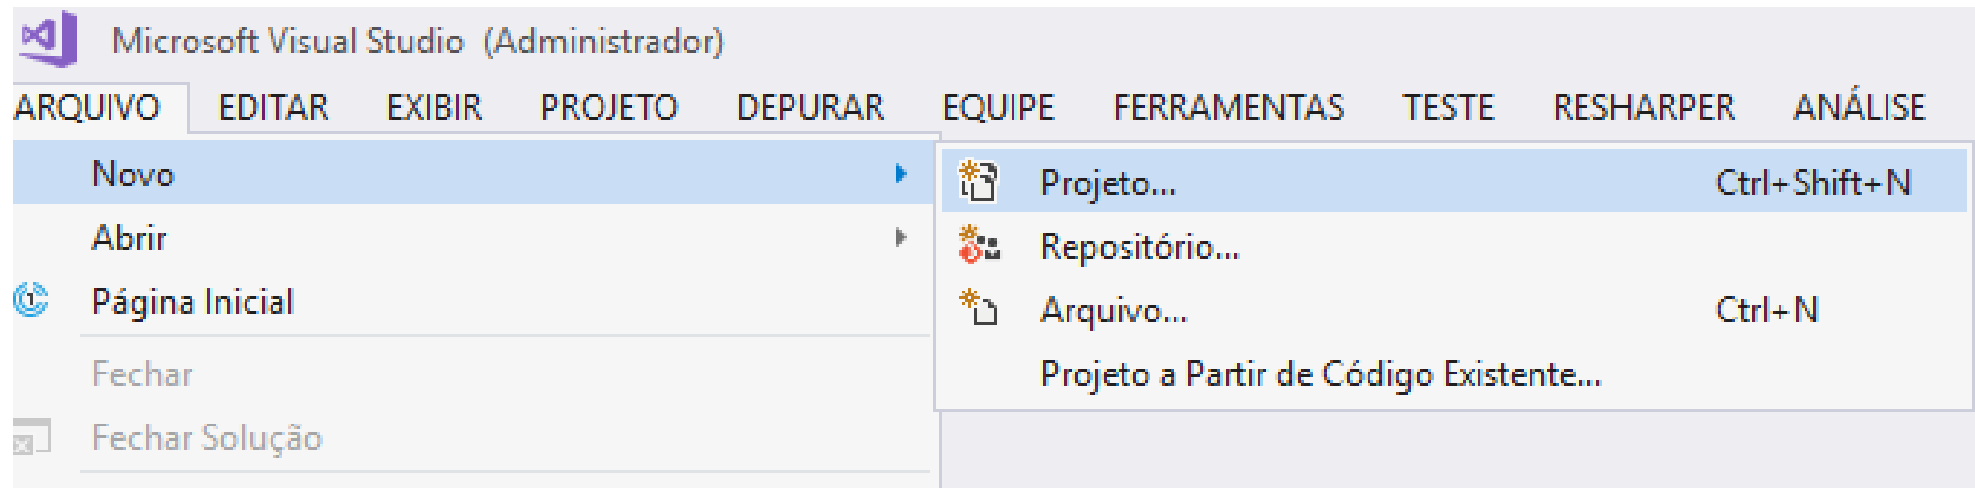 Microsoft Visual Studio (Administrador)
ARQUIVO EDITAR EXIBIR PROJETO DEPURAR EQUIPE FERRAMENTAS TESTE RESHARPER ANÁLISE
Novo
Abrir
Página Inicial
Fechar
Fechar Solução
Projeto... Ctrl+Shift+N
Repositório...
Arquivo... Ctrl+N
Projeto a Partir de Código Existente...